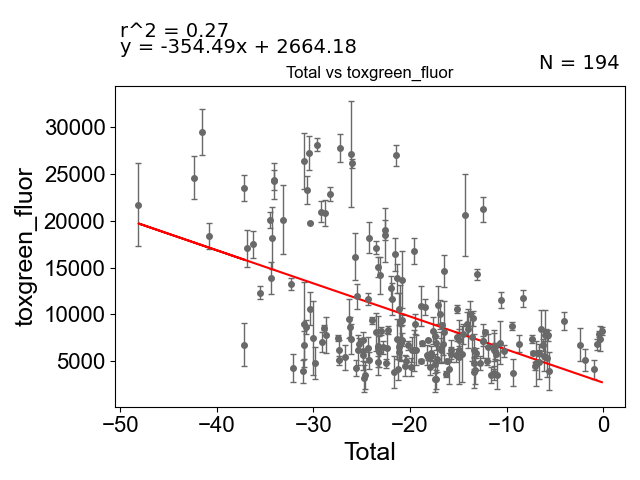 r^2 = 0.27
y = -354.49x + 2664.18
N = 194
Total vs toxgreen_fluor
30000
25000
20000
15000
10000
5000
toxgreen_fluor
−50 −40 −30 −20 −10 0
Total